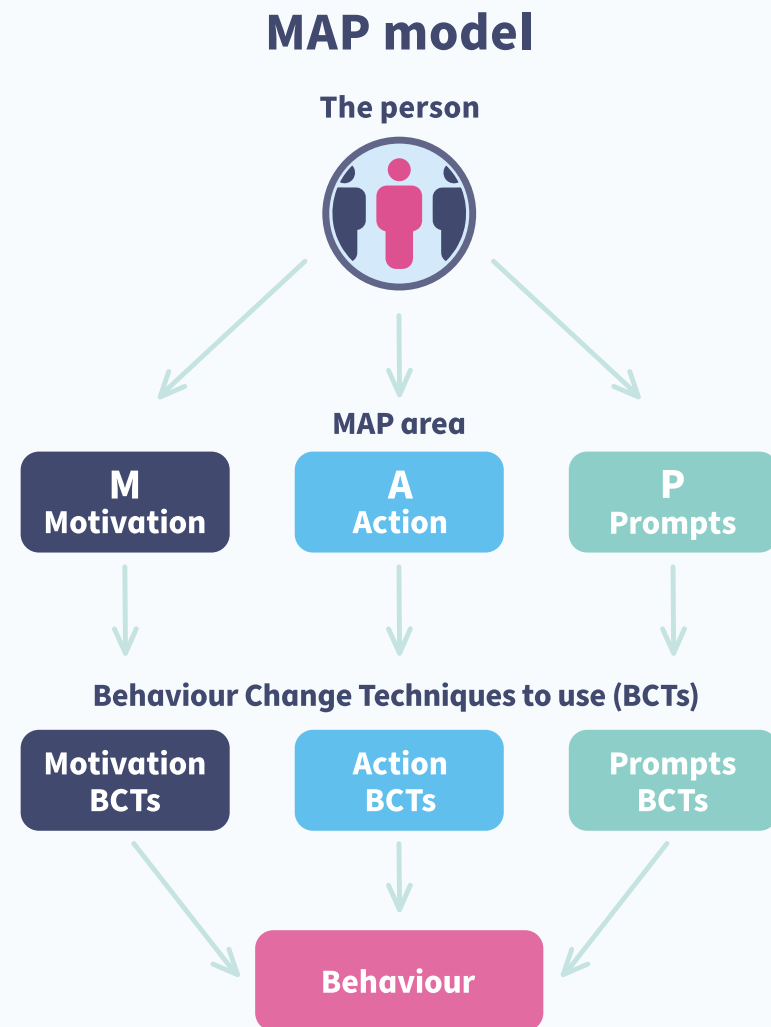 MAP model
The person
MAP area
M
Motivation
A
Action
P
Prompts
Behaviour Change Techniques to use (BCTs)
Motivation
BCTs
Action
BCTs
Prompts
BCTs
Behaviour